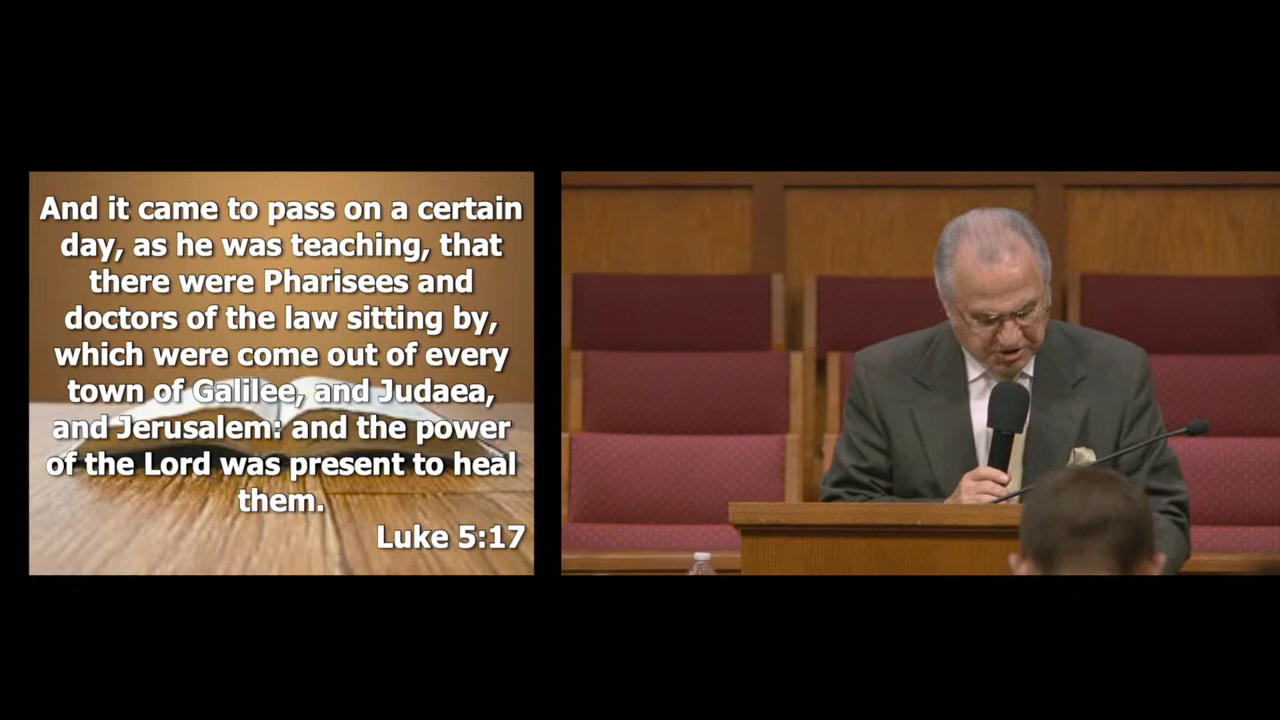 And it came to pass on a certain
day, as he was teaching, that
there were Pharisees and
doctors of the law sitting by,
which were come out of every
town of Galilee, and Judaea,
and Jerusalem: and the power
of the Lord was present to heal
them.
Luke 5:17